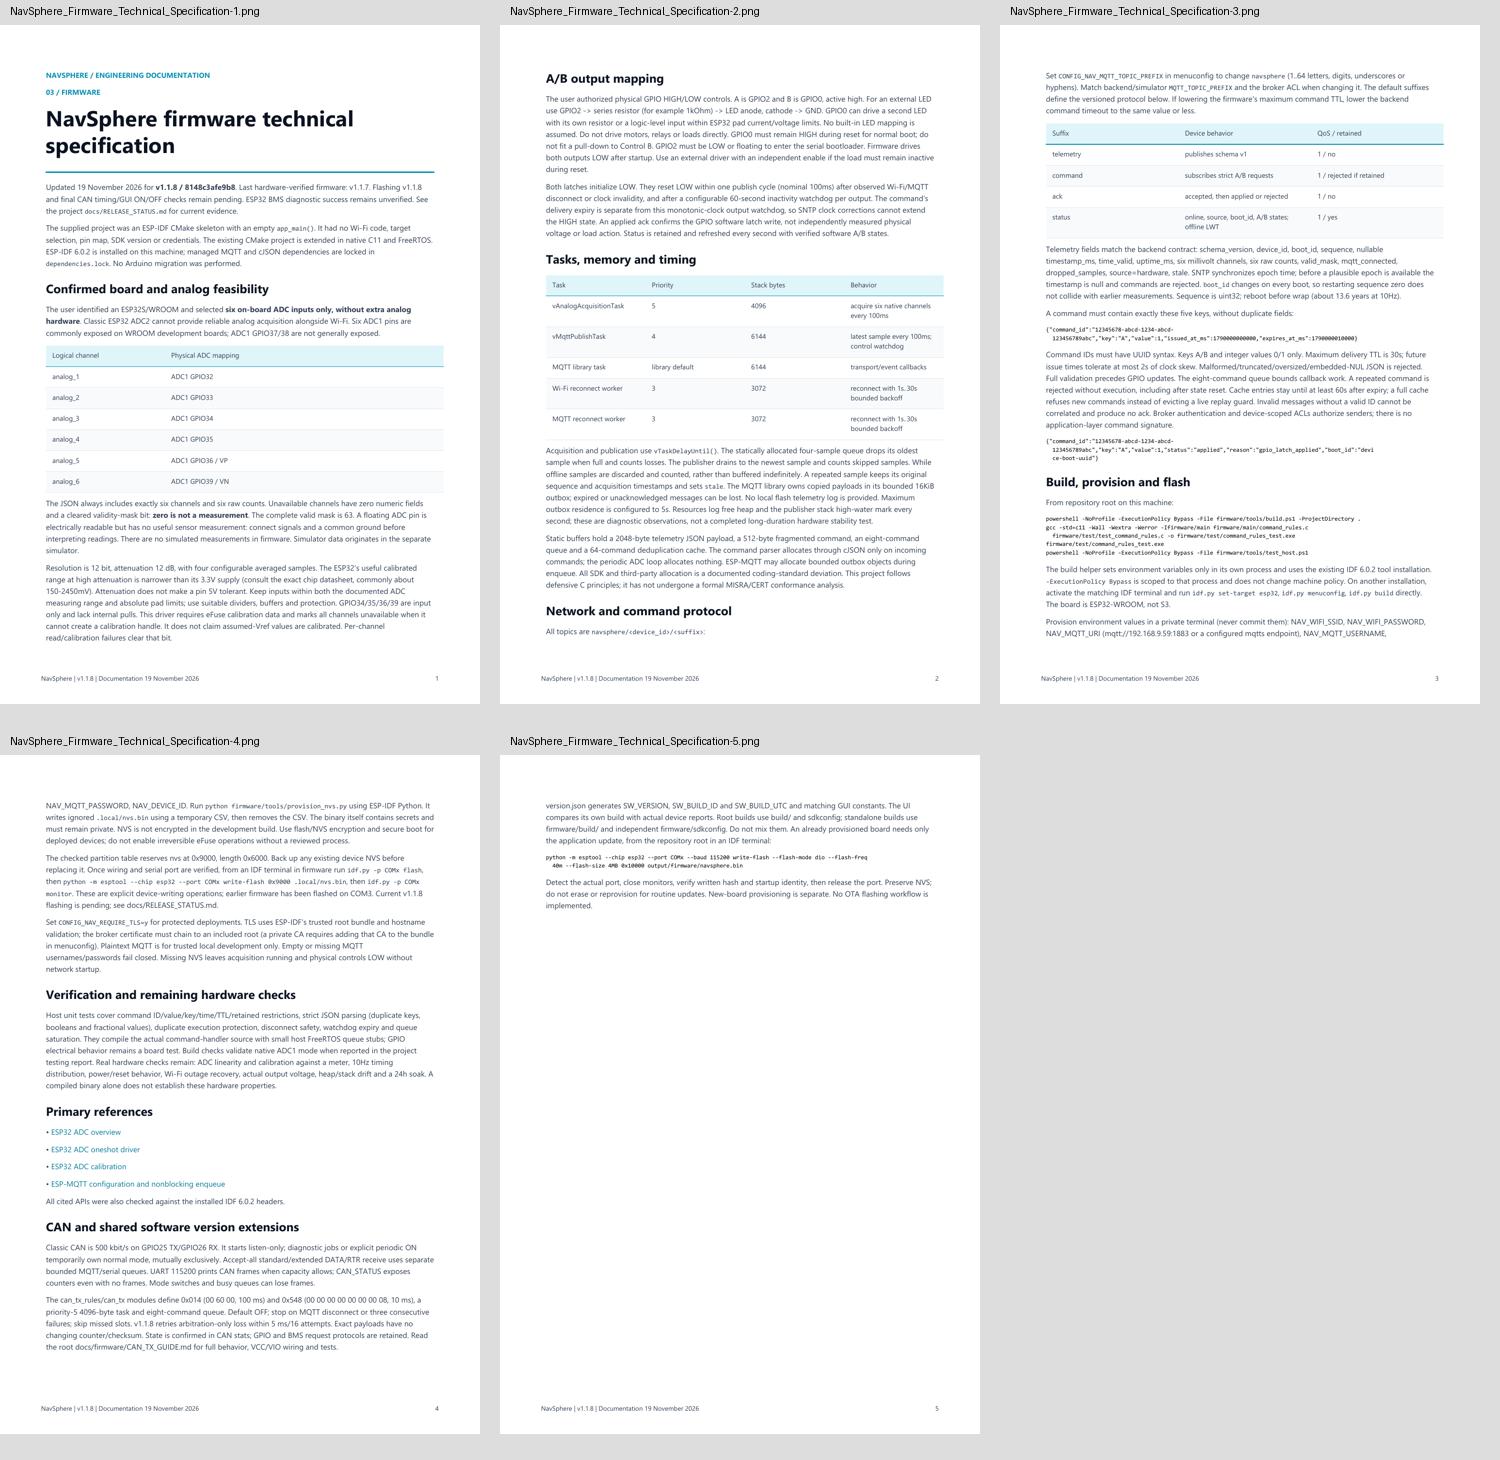 NavSphere_Firmware_Technical_Specification-1.png
NAVSPHERE / ENGINEERING DOCUMENTATION
03 / FIRMWARE
NavSphere firmware technical
specification
Updated 19 November 2026 for v1.1.8 / 8148c3afe9b8. Last hardware-verified firmware: v1.1.7. Flashing v1.1.8
and final CAN timing/GUI ON/OFF checks remain pending. ESP32 BMS diagnostic success remains unverified. See
the project docs/RELEASE_STATUS.md for current evidence.
The supplied project was an ESP-IDF CMake skeleton with an empty app_main(). It had no Wi-Fi code, target
selection, pin map, SDK version or credentials. The existing CMake project is extended in native C11 and FreeRTOS.
ESP-IDF 6.0.2 is installed on this machine; managed MQTT and cJSON dependencies are locked in
dependencies.lock. No Arduino migration was performed.
Confirmed board and analog feasibility
The user identified an ESP32S/WROOM and selected six on-board ADC inputs only, without extra analog
hardware. Classic ESP32 ADC2 cannot provide reliable analog acquisition alongside Wi-Fi. Six ADC1 pins are
commonly exposed on WROOM development boards; ADC1 GPIO37/38 are not generally exposed.
Logical channel Physical ADC mapping
analog_1 ADC1 GPIO32
analog_2 ADC1 GPIO33
analog_3 ADC1 GPIO34
analog_4 ADC1 GPIO35
analog_5 ADC1 GPIO36 / VP
analog_6 ADC1 GPIO39 / VN
The JSON always includes exactly six channels and six raw counts. Unavailable channels have zero numeric fields
and a cleared validity-mask bit: zero is not a measurement. The complete valid mask is 63. A floating ADC pin is
electrically readable but has no useful sensor measurement: connect signals and a common ground before
interpreting readings. There are no simulated measurements in firmware. Simulator data originates in the separate
simulator.
Resolution is 12 bit, attenuation 12 dB, with four configurable averaged samples. The ESP32's useful calibrated
range at high attenuation is narrower than its 3.3V supply (consult the exact chip datasheet, commonly about
150-2450mV). Attenuation does not make a pin 5V tolerant. Keep inputs within both the documented ADC
measuring range and absolute pad limits; use suitable dividers, buffers and protection. GPIO34/35/36/39 are input
only and lack internal pulls. This driver requires eFuse calibration data and marks all channels unavailable when it
cannot create a calibration handle. It does not claim assumed-Vref values are calibrated. Per-channel
read/calibration failures clear that bit.
NavSphere | v1.1.8 | Documentation 19 November 2026 1
NavSphere_Firmware_Technical_Specification-2.png
A/B output mapping
The user authorized physical GPIO HIGH/LOW controls. A is GPIO2 and B is GPIO0, active high. For an external LED
use GPIO2 -> series resistor (for example 1kOhm) -> LED anode, cathode -> GND. GPIO0 can drive a second LED
with its own resistor or a logic-level input within ESP32 pad current/voltage limits. No built-in LED mapping is
assumed. Do not drive motors, relays or loads directly. GPIO0 must remain HIGH during reset for normal boot; do
not fit a pull-down to Control B. GPIO2 must be LOW or floating to enter the serial bootloader. Firmware drives
both outputs LOW after startup. Use an external driver with an independent enable if the load must remain inactive
during reset.
Both latches initialize LOW. They reset LOW within one publish cycle (nominal 100ms) after observed Wi-Fi/MQTT
disconnect or clock invalidity, and after a configurable 60-second inactivity watchdog per output. The command's
delivery expiry is separate from this monotonic-clock output watchdog, so SNTP clock corrections cannot extend
the HIGH state. An applied ack confirms the GPIO software latch write, not independently measured physical
voltage or load action. Status is retained and refreshed every second with verified software A/B states.
Tasks, memory and timing
Task Priority Stack bytes Behavior
vAnalogAcquisitionTask 5 4096 acquire six native channels
every 100ms
vMqttPublishTask 4 6144 latest sample every 100ms;
control watchdog
MQTT library task library default 6144 transport/event callbacks
Wi-Fi reconnect worker 3 3072 reconnect with 1s..30s
bounded backoff
MQTT reconnect worker 3 3072 reconnect with 1s..30s
bounded backoff
Acquisition and publication use vTaskDelayUntil(). The statically allocated four-sample queue drops its oldest
sample when full and counts losses. The publisher drains to the newest sample and counts skipped samples. While
offline samples are discarded and counted, rather than buffered indefinitely. A repeated sample keeps its original
sequence and acquisition timestamps and sets stale. The MQTT library owns copied payloads in its bounded 16KiB
outbox; expired or unacknowledged messages can be lost. No local flash telemetry log is provided. Maximum
outbox residence is configured to 5s. Resources log free heap and the publisher stack high-water mark every
second; these are diagnostic observations, not a completed long-duration hardware stability test.
Static buffers hold a 2048-byte telemetry JSON payload, a 512-byte fragmented command, an eight-command
queue and a 64-command deduplication cache. The command parser allocates through cJSON only on incoming
commands; the periodic ADC loop allocates nothing. ESP-MQTT may allocate bounded outbox objects during
enqueue. All SDK and third-party allocation is a documented coding-standard deviation. This project follows
defensive C principles; it has not undergone a formal MISRA/CERT conformance analysis.
Network and command protocol
All topics are navsphere/<device_id>/<suffix>:
NavSphere | v1.1.8 | Documentation 19 November 2026 2
NavSphere_Firmware_Technical_Specification-3.png
Set CONFIG_NAV_MQTT_TOPIC_PREFIX in menuconfig to change navsphere (1..64 letters, digits, underscores or
hyphens). Match backend/simulator MQTT_TOPIC_PREFIX and the broker ACL when changing it. The default suffixes
define the versioned protocol below. If lowering the firmware's maximum command TTL, lower the backend
command timeout to the same value or less.
Suffix Device behavior QoS / retained
telemetry publishes schema v1 1 / no
command subscribes strict A/B requests 1 / rejected if retained
ack accepted, then applied or rejected 1 / no
status online, source, boot_id, A/B states; 1 / yes
offline LWT
Telemetry fields match the backend contract: schema_version, device_id, boot_id, sequence, nullable
timestamp_ms, time_valid, uptime_ms, six millivolt channels, six raw counts, valid_mask, mqtt_connected,
dropped_samples, source=hardware, stale. SNTP synchronizes epoch time; before a plausible epoch is available the
timestamp is null and commands are rejected. boot_id changes on every boot, so restarting sequence zero does
not collide with earlier measurements. Sequence is uint32; reboot before wrap (about 13.6 years at 10Hz).
A command must contain exactly these five keys, without duplicate fields:
{"command_id":"12345678-abcd-1234-abcd-
123456789abc","key":"A","value":1,"issued_at_ms":1790000000000,"expires_at_ms":1790000010000}
Command IDs must have UUID syntax. Keys A/B and integer values 0/1 only. Maximum delivery TTL is 30s; future
issue times tolerate at most 2s of clock skew. Malformed/truncated/oversized/embedded-NUL JSON is rejected.
Full validation precedes GPIO updates. The eight-command queue bounds callback work. A repeated command is
rejected without execution, including after state reset. Cache entries stay until at least 60s after expiry; a full cache
refuses new commands instead of evicting a live replay guard. Invalid messages without a valid ID cannot be
correlated and produce no ack. Broker authentication and device-scoped ACLs authorize senders; there is no
application-layer command signature.
{"command_id":"12345678-abcd-1234-abcd-
123456789abc","key":"A","value":1,"status":"applied","reason":"gpio_latch_applied","boot_id":"devi
ce-boot-uuid"}
Build, provision and flash
From repository root on this machine:
powershell -NoProfile -ExecutionPolicy Bypass -File firmware/tools/build.ps1 -ProjectDirectory .
gcc -std=c11 -Wall -Wextra -Werror -Ifirmware/main firmware/main/command_rules.c
firmware/test/test_command_rules.c -o firmware/test/command_rules_test.exe
firmware/test/command_rules_test.exe
powershell -NoProfile -ExecutionPolicy Bypass -File firmware/tools/test_host.ps1
The build helper sets environment variables only in its own process and uses the existing IDF 6.0.2 tool installation.
-ExecutionPolicy Bypass is scoped to that process and does not change machine policy. On another installation,
activate the matching IDF terminal and run idf.py set-target esp32, idf.py menuconfig, idf.py build directly.
The board is ESP32-WROOM, not S3.
Provision environment values in a private terminal (never commit them): NAV_WIFI_SSID, NAV_WIFI_PASSWORD,
NAV_MQTT_URI (mqtt://192.168.9.59:1883 or a configured mqtts endpoint), NAV_MQTT_USERNAME,
NavSphere | v1.1.8 | Documentation 19 November 2026 3
NavSphere_Firmware_Technical_Specification-4.png
NAV_MQTT_PASSWORD, NAV_DEVICE_ID. Run python firmware/tools/provision_nvs.py using ESP-IDF Python. It
writes ignored .local/nvs.bin using a temporary CSV, then removes the CSV. The binary itself contains secrets and
must remain private. NVS is not encrypted in the development build. Use flash/NVS encryption and secure boot for
deployed devices; do not enable irreversible eFuse operations without a reviewed process.
The checked partition table reserves nvs at 0x9000, length 0x6000. Back up any existing device NVS before
replacing it. Once wiring and serial port are verified, from an IDF terminal in firmware run idf.py -p COMx flash,
then python -m esptool --chip esp32 --port COMx write-flash 0x9000 .local/nvs.bin, then idf.py -p COMx
monitor. These are explicit device-writing operations; earlier firmware has been flashed on COM3. Current v1.1.8
flashing is pending; see docs/RELEASE_STATUS.md.
Set CONFIG_NAV_REQUIRE_TLS=y for protected deployments. TLS uses ESP-IDF's trusted root bundle and hostname
validation; the broker certificate must chain to an included root (a private CA requires adding that CA to the bundle
in menuconfig). Plaintext MQTT is for trusted local development only. Empty or missing MQTT
usernames/passwords fail closed. Missing NVS leaves acquisition running and physical controls LOW without
network startup.
Verification and remaining hardware checks
Host unit tests cover command ID/value/key/time/TTL/retained restrictions, strict JSON parsing (duplicate keys,
booleans and fractional values), duplicate execution protection, disconnect safety, watchdog expiry and queue
saturation. They compile the actual command-handler source with small host FreeRTOS queue stubs; GPIO
electrical behavior remains a board test. Build checks validate native ADC1 mode when reported in the project
testing report. Real hardware checks remain: ADC linearity and calibration against a meter, 10Hz timing
distribution, power/reset behavior, Wi-Fi outage recovery, actual output voltage, heap/stack drift and a 24h soak. A
compiled binary alone does not establish these hardware properties.
Primary references
• ESP32 ADC overview
• ESP32 ADC oneshot driver
• ESP32 ADC calibration
• ESP-MQTT configuration and nonblocking enqueue
All cited APIs were also checked against the installed IDF 6.0.2 headers.
CAN and shared software version extensions
Classic CAN is 500 kbit/s on GPIO25 TX/GPIO26 RX. It starts listen-only; diagnostic jobs or explicit periodic ON
temporarily own normal mode, mutually exclusively. Accept-all standard/extended DATA/RTR receive uses separate
bounded MQTT/serial queues. UART 115200 prints CAN frames when capacity allows; CAN_STATUS exposes
counters even with no frames. Mode switches and busy queues can lose frames.
The can_tx_rules/can_tx modules define 0x014 (00 60 00, 100 ms) and 0x548 (00 00 00 00 00 00 00 08, 10 ms), a
priority-5 4096-byte task and eight-command queue. Default OFF; stop on MQTT disconnect or three consecutive
failures; skip missed slots. v1.1.8 retries arbitration-only loss within 5 ms/16 attempts. Exact payloads have no
changing counter/checksum. State is confirmed in CAN stats; GPIO and BMS request protocols are retained. Read
the root docs/firmware/CAN_TX_GUIDE.md for full behavior, VCC/VIO wiring and tests.
NavSphere | v1.1.8 | Documentation 19 November 2026 4
NavSphere_Firmware_Technical_Specification-5.png
version.json generates SW_VERSION, SW_BUILD_ID and SW_BUILD_UTC and matching GUI constants. The UI
compares its own build with actual device reports. Root builds use build/ and sdkconfig; standalone builds use
firmware/build/ and independent firmware/sdkconfig. Do not mix them. An already provisioned board needs only
the application update, from the repository root in an IDF terminal:
python -m esptool --chip esp32 --port COMx --baud 115200 write-flash --flash-mode dio --flash-freq
40m --flash-size 4MB 0x10000 output/firmware/navsphere.bin
Detect the actual port, close monitors, verify written hash and startup identity, then release the port. Preserve NVS;
do not erase or reprovision for routine updates. New-board provisioning is separate. No OTA flashing workflow is
implemented.
NavSphere | v1.1.8 | Documentation 19 November 2026 5